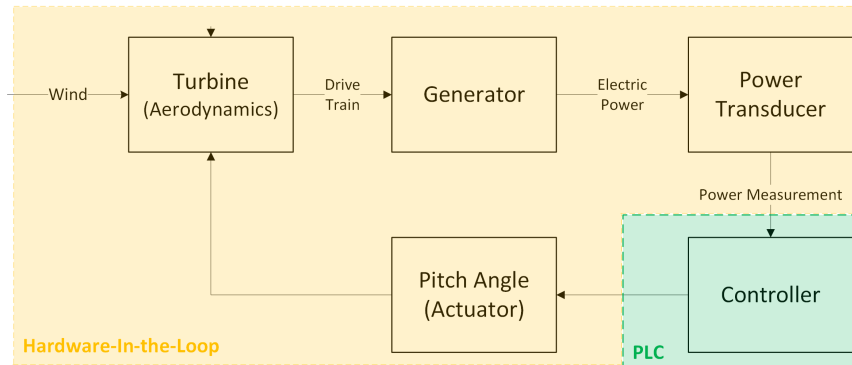 Wind
Turbine
(Aerodynamics)
Drive
Train
Generator
Electric
Power
Power
Transducer
Power Measurement
Pitch Angle
(Actuator)
Controller
Hardware-In-the-Loop
PLC